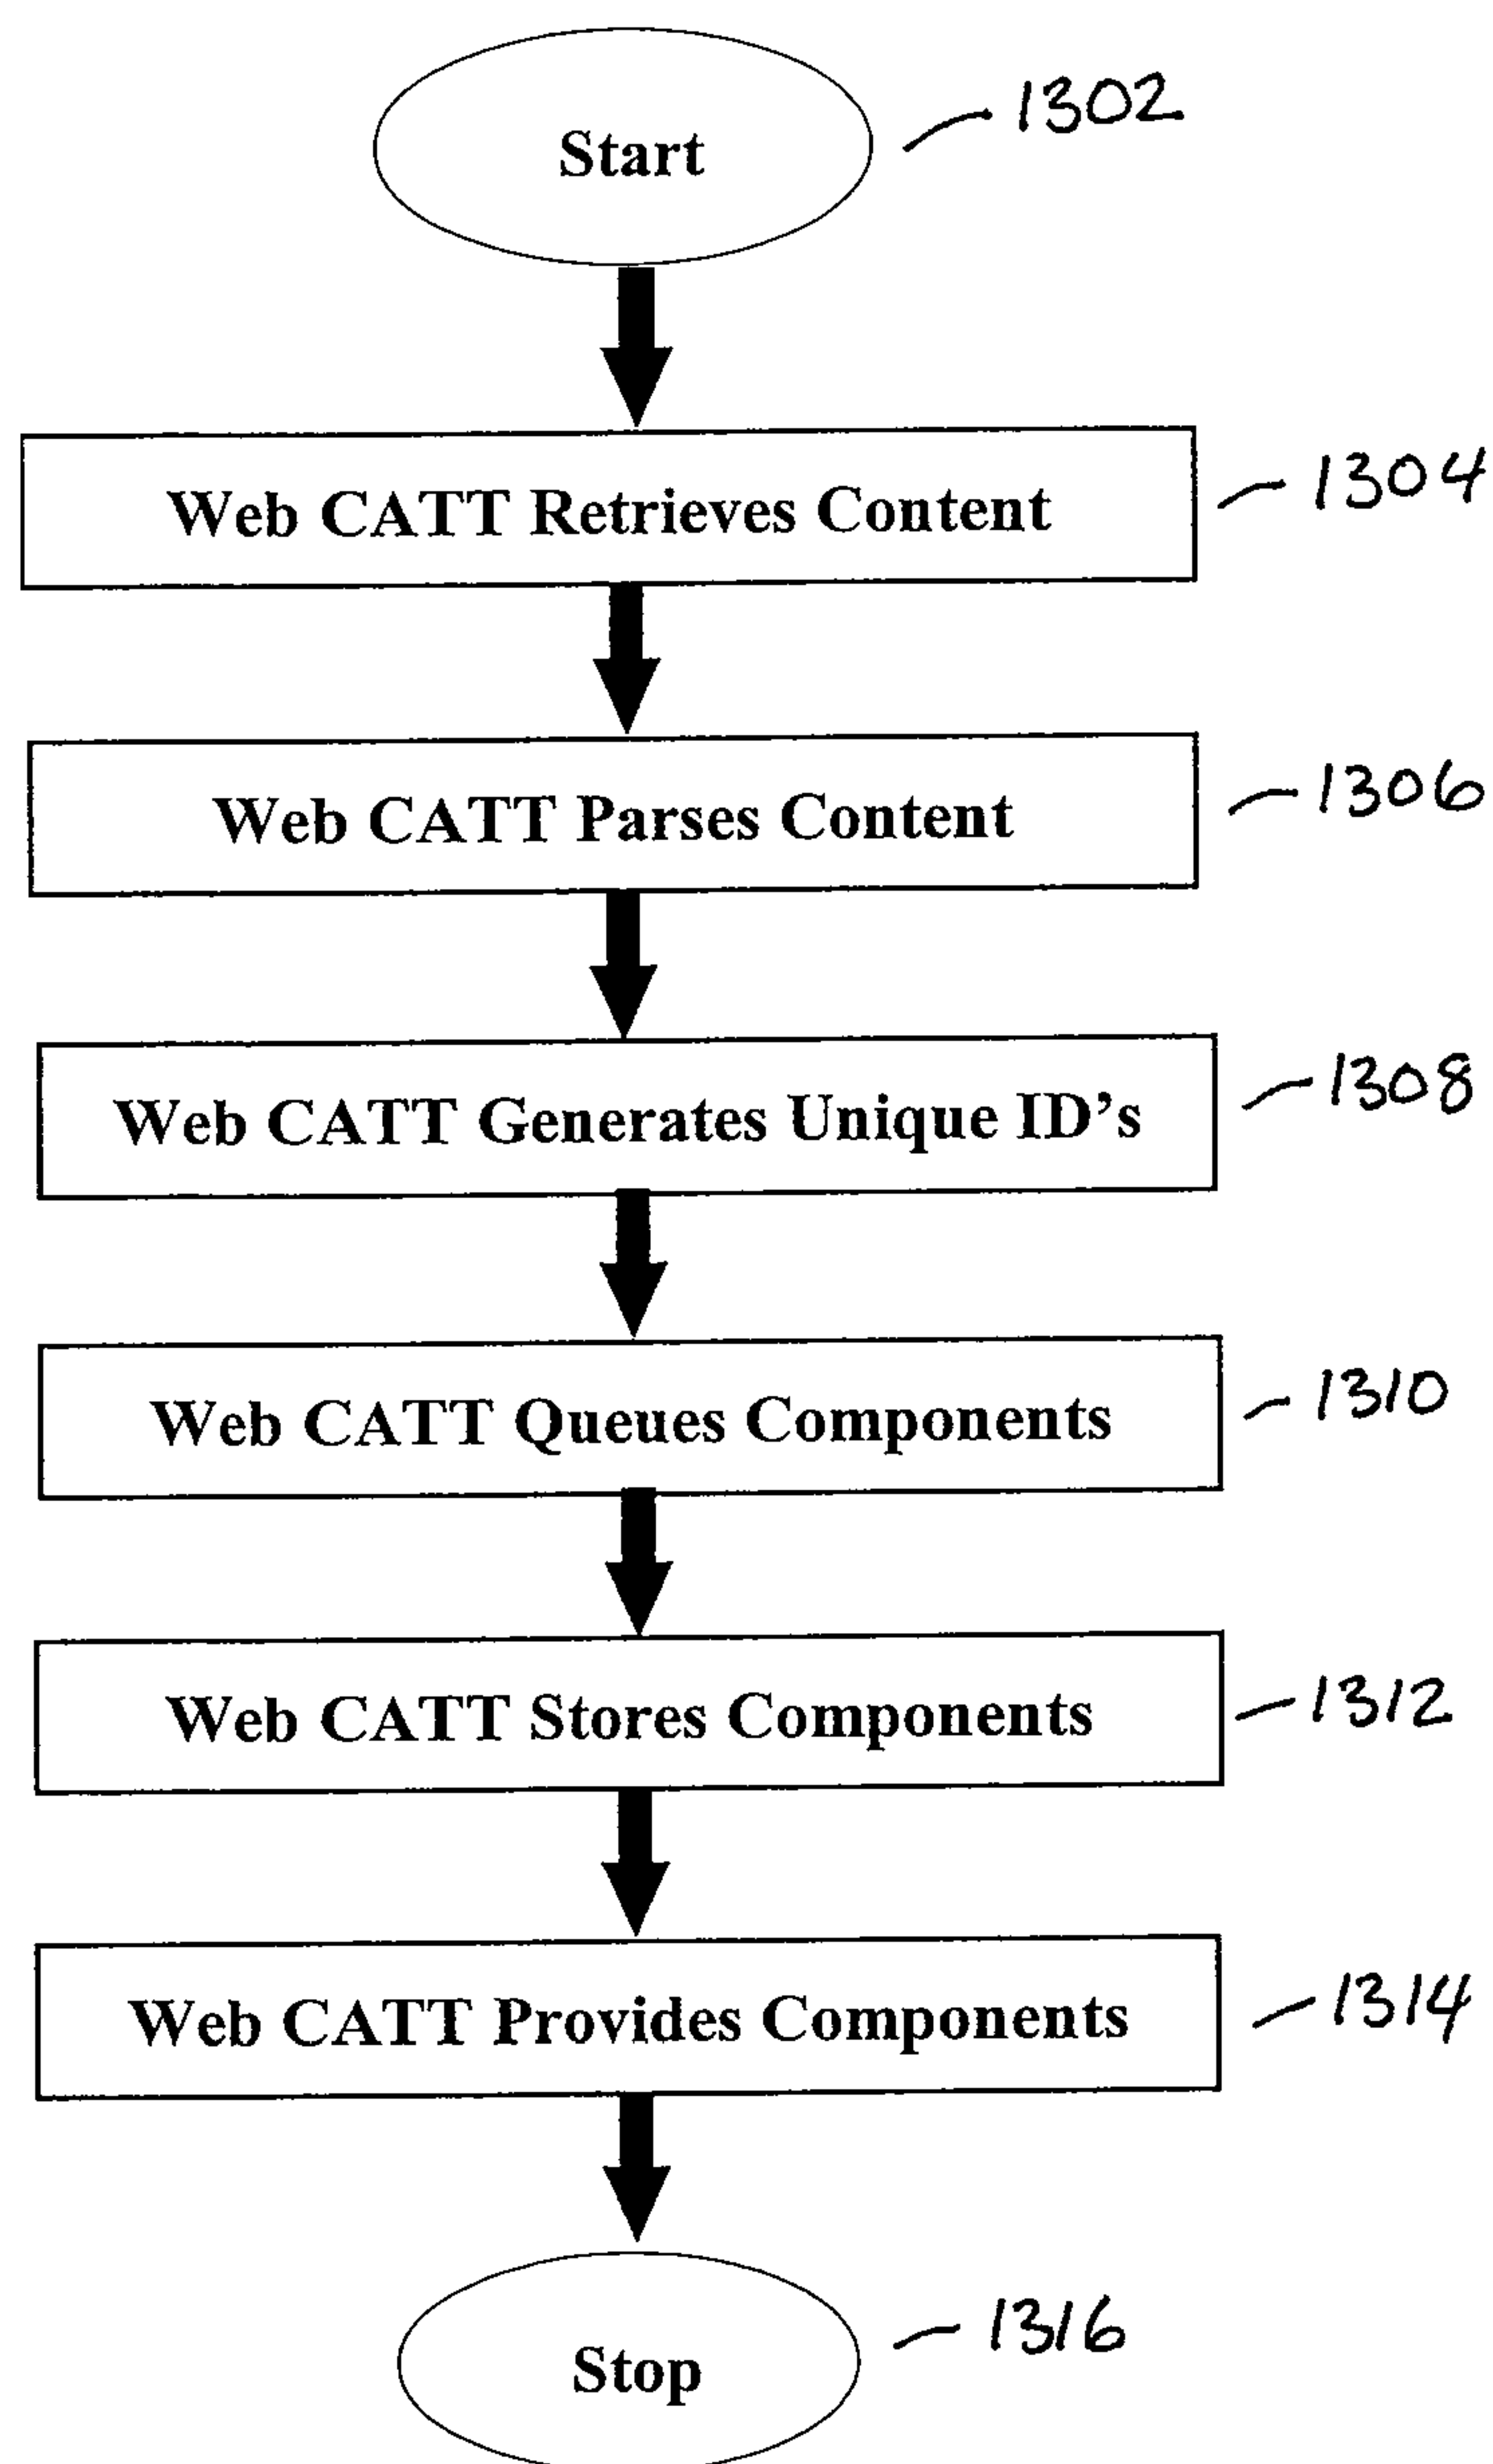 Start
1302
Web CATT Retrieves Content
1304
Web CATT Parses Content
1306
Web CATT Generates Unique ID's
1308
Web CATT Queues Components
1310
Web CATT Stores Components
1312
Web CATT Provides Components
1314
Stop
1316